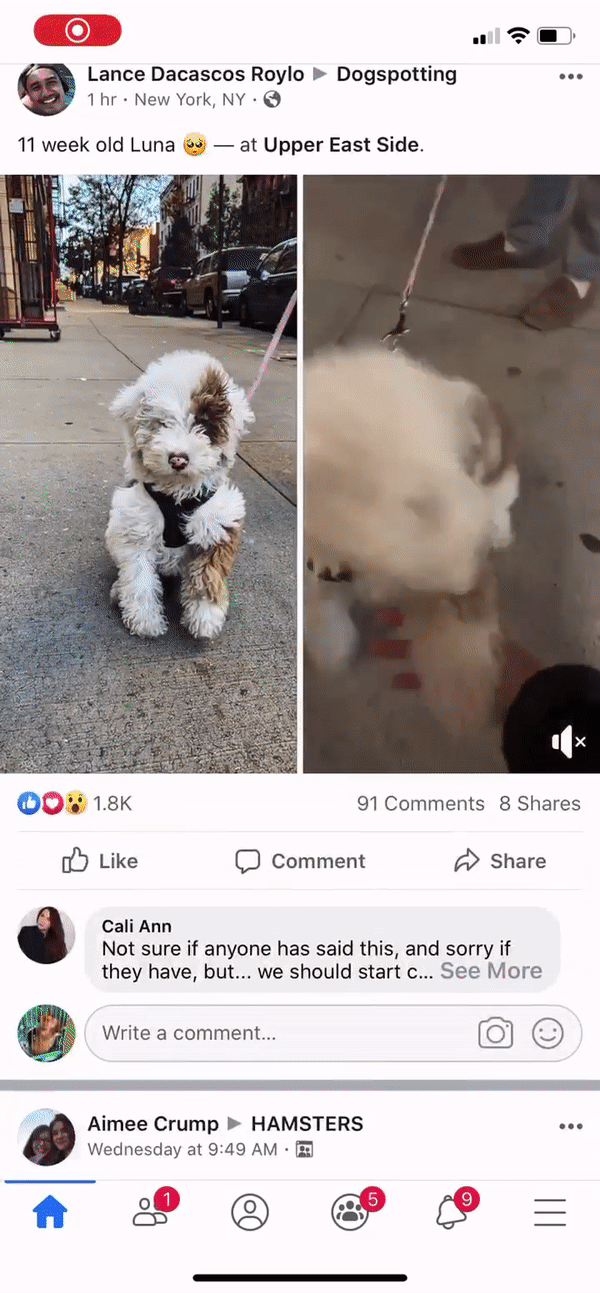 Lance Dacascos Roylo ▶ Dogspotting
1 hr · New York, NY ·
11 week old Luna 🥺 — at Upper East Side.
1.8K
91 Comments 8 Shares
Like
Comment
Share
Cali Ann
Not sure if anyone has said this, and sorry if
they have, but... we should start c... See More
Write a comment...
Aimee Crump ▶ HAMSTERS
Wednesday at 9:49 AM ·
1
5
9